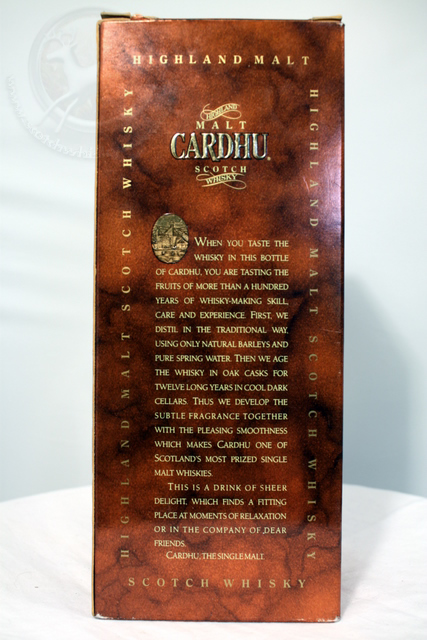 HIGHLAND MALT
HIGHLAND
MALT
CARDHU®
SCOTCH
WHISKY
WHEN YOU TASTE THE
WHISKY IN THIS BOTTLE
OF CARDHU, YOU ARE TASTING THE
FRUITS OF MORE THAN A HUNDRED
YEARS OF WHISKY-MAKING SKILL,
CARE AND EXPERIENCE. FIRST, WE
DISTIL IN THE TRADITIONAL WAY,
USING ONLY NATURAL BARLEYS AND
PURE SPRING WATER. THEN WE AGE
THE WHISKY IN OAK CASKS FOR
TWELVE LONG YEARS IN COOL, DARK
CELLARS. THUS WE DEVELOP THE
SUBTLE FRAGRANCE TOGETHER
WITH THE PLEASING SMOOTHNESS
WHICH MAKES CARDHU ONE OF
SCOTLAND'S MOST PRIZED SINGLE
MALT WHISKIES.
THIS IS A DRINK OF SHEER
DELIGHT, WHICH FINDS A FITTING
PLACE AT MOMENTS OF RELAXATION
OR IN THE COMPANY OF DEAR
FRIENDS.
CARDHU, THE SINGLE MALT.
HIGHLAND MALT SCOTCH WHISKY
HIGHLAND MALT SCOTCH WHISKY
SCOTCH WHISKY